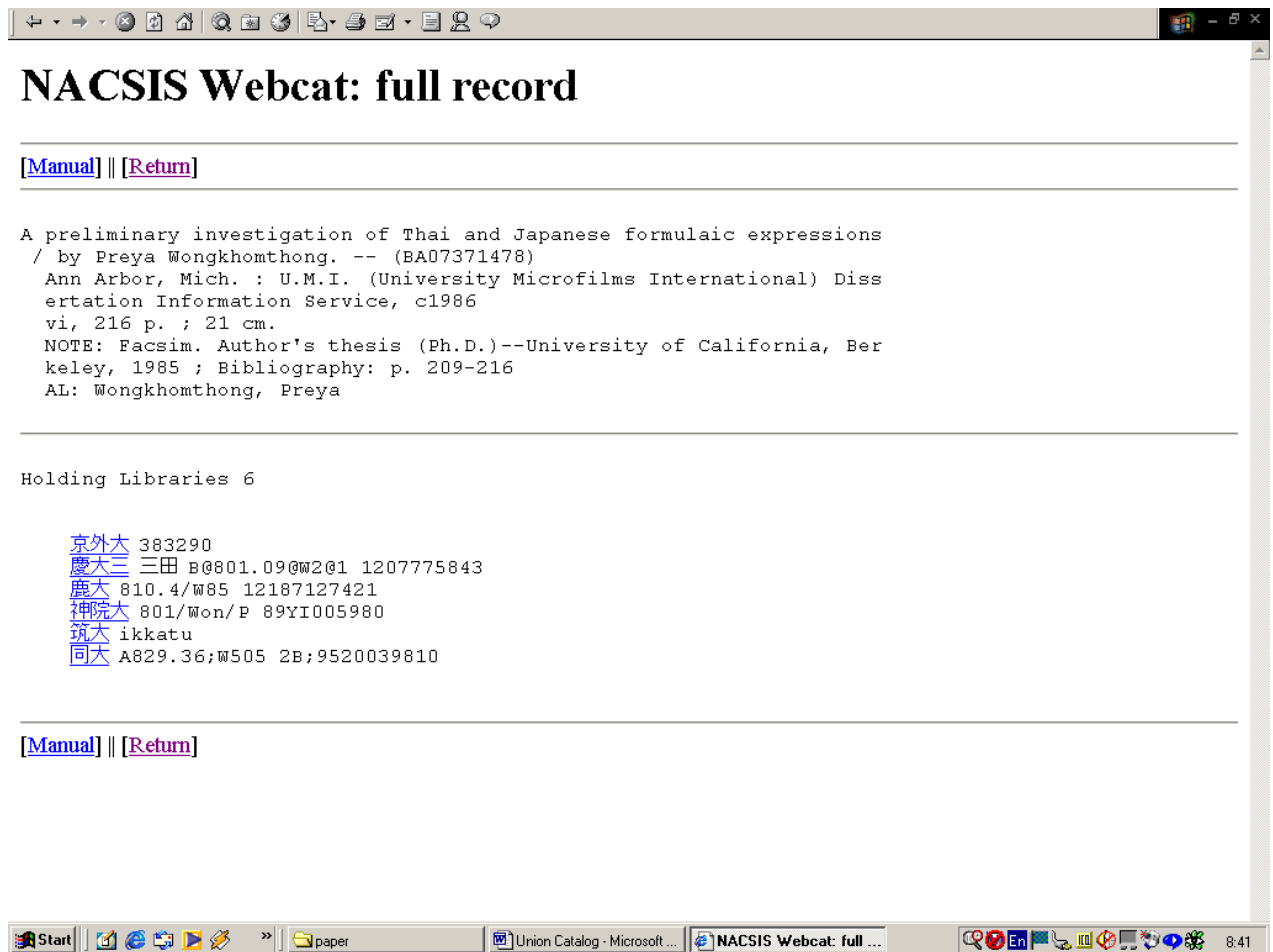 NACSIS Webcat: full record
[Manual] || [Return]
A preliminary investigation of Thai and Japanese formulaic expressions
/ by Preya Wongkhomthong. -- (BA07371478)
Ann Arbor, Mich. : U.M.I. (University Microfilms International) Diss
ertation Information Service, c1986
vi, 216 p. ; 21 cm.
NOTE: Facsim. Author's thesis (Ph.D.)--University of California, Ber
keley, 1985 ; Bibliography: p. 209-216
AL: Wongkhomthong, Preya
Holding Libraries 6
京外大 383290
慶大三 三田 B@801.09@W2@1 1207775843
鹿大 810.4/W85 12187127421
神院大 801/Won/P 89YI005980
筑大 ikkatu
同大 A829.36;W505 2B;9520039810
[Manual] || [Return]
Start » paper Union Catalog - Microsoft ... NACSIS Webcat: full ... En 8:41